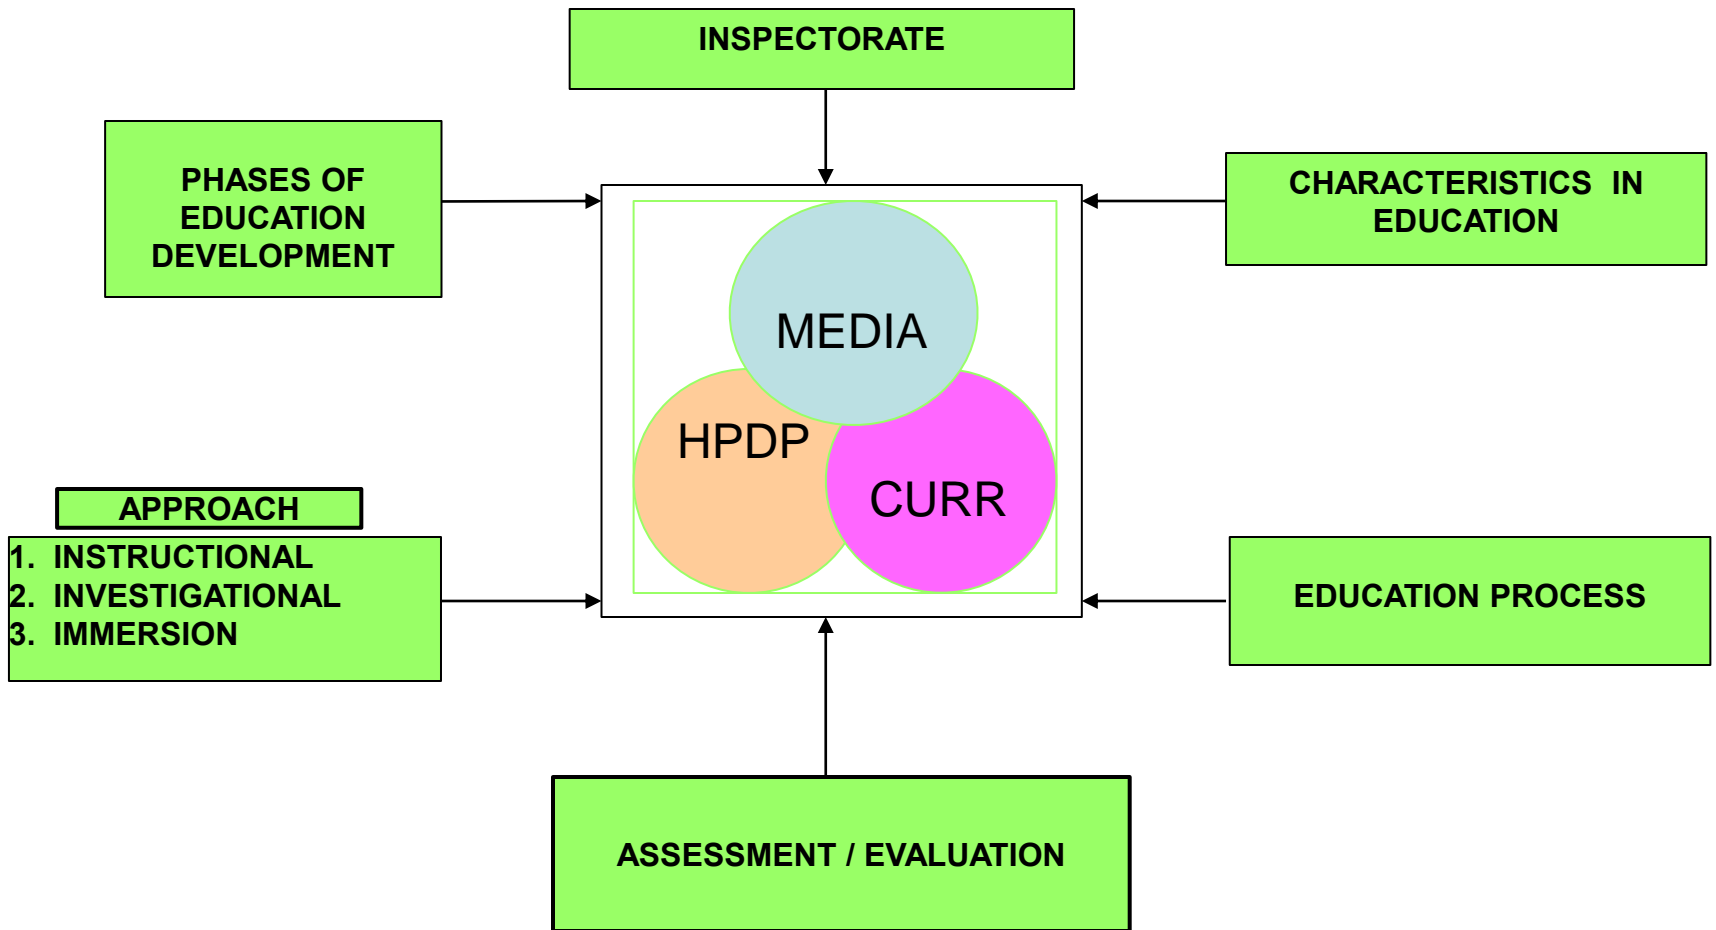 INSPECTORATE
PHASES OF
EDUCATION
DEVELOPMENT
CHARACTERISTICS IN
EDUCATION
MEDIA
HPDP
CURR
APPROACH
1. INSTRUCTIONAL
2. INVESTIGATIONAL
3. IMMERSION
EDUCATION PROCESS
ASSESSMENT / EVALUATION